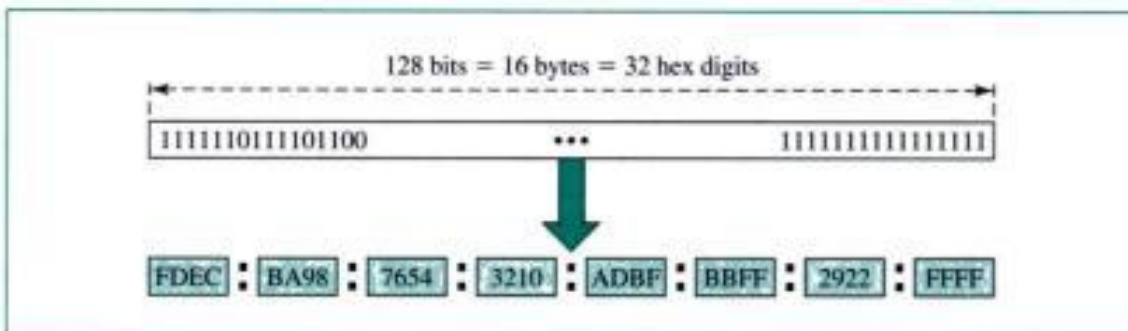 128 bits = 16 bytes = 32 hex digits
1111110111101100 ••• 1111111111111111
FDEC : BA98 : 7654 : 3210 : ADBF : BBFF : 2922 : FFFF